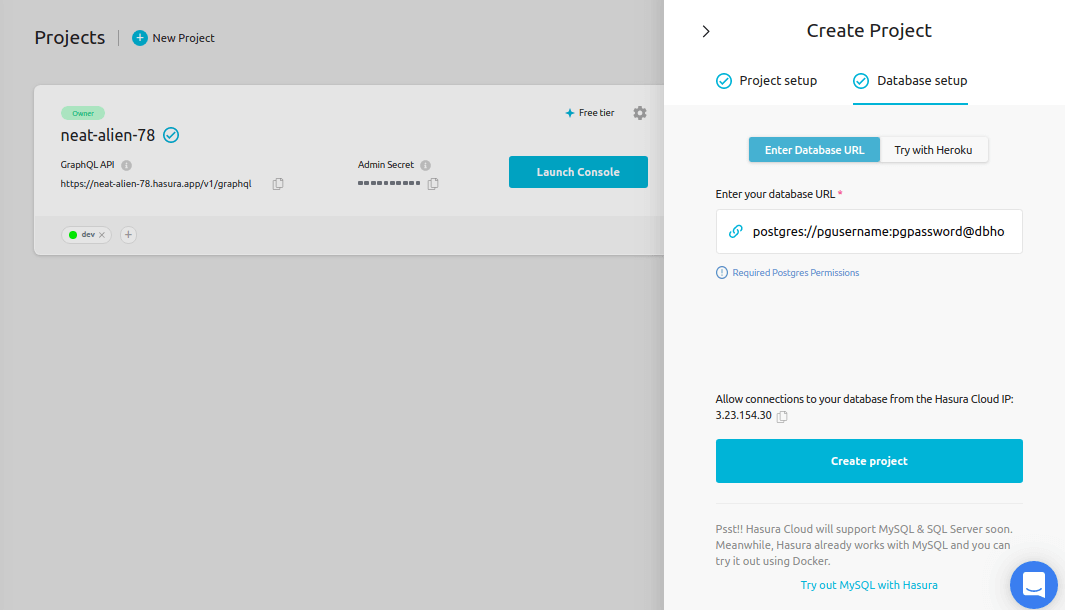 Projects
New Project
Owner
Free tier
neat-alien-78
GraphQL API
Admin Secret
https://neat-alien-78.hasura.app/v1/graphql
Launch Console
dev
Create Project
Project setup
Database setup
Enter Database URL
Try with Heroku
Enter your database URL *
postgres://pgusername:pgpassword@dbho
Required Postgres Permissions
Allow connections to your database from the Hasura Cloud IP:
3.23.154.30
Create project
Psst!! Hasura Cloud will support MySQL & SQL Server soon.
Meanwhile, Hasura already works with MySQL and you can
try it out using Docker.
Try out MySQL with Hasura